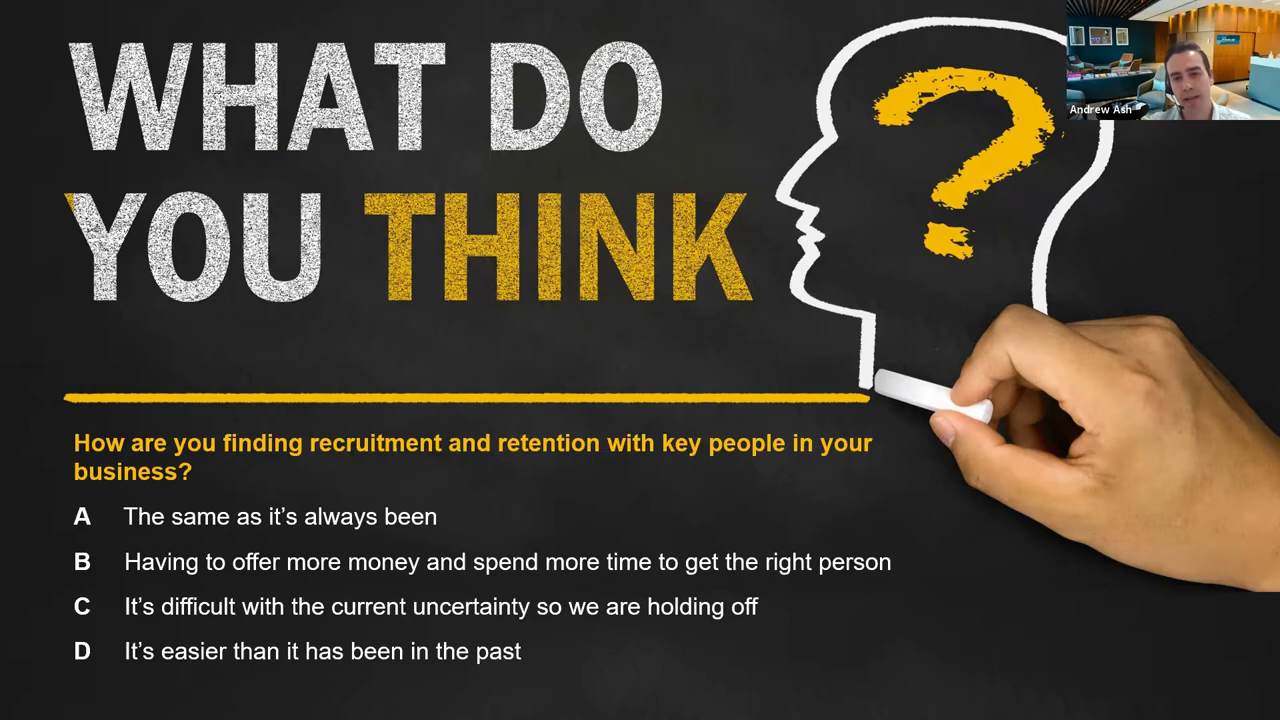 WHAT DO
YOU THINK
Andrew Ash
How are you finding recruitment and retention with key people in your
business?
A The same as it’s always been
B Having to offer more money and spend more time to get the right person
C It’s difficult with the current uncertainty so we are holding off
D It’s easier than it has been in the past